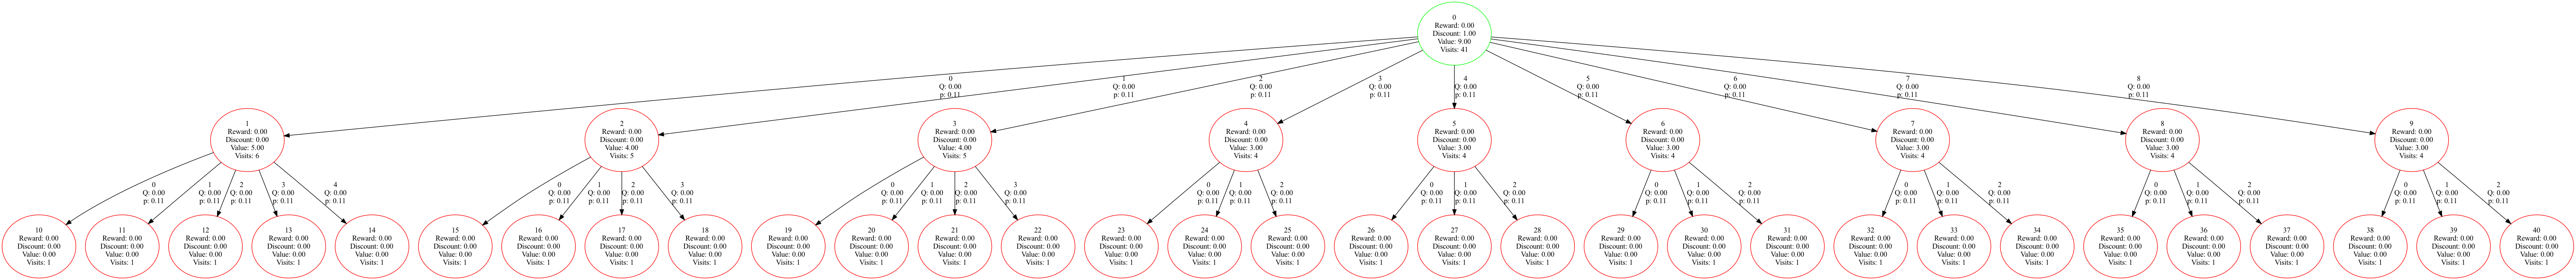 0
Reward: 0.00
Discount: 1.00
Value: 9.00
Visits: 41
0
Q: 0.00
p: 0.11
1
Q: 0.00
p: 0.11
2
Q: 0.00
p: 0.11
3
Q: 0.00
p: 0.11
4
Q: 0.00
p: 0.11
5
Q: 0.00
p: 0.11
6
Q: 0.00
p: 0.11
7
Q: 0.00
p: 0.11
8
Q: 0.00
p: 0.11
1
Reward: 0.00
Discount: 0.00
Value: 5.00
Visits: 6
2
Reward: 0.00
Discount: 0.00
Value: 4.00
Visits: 5
3
Reward: 0.00
Discount: 0.00
Value: 4.00
Visits: 5
4
Reward: 0.00
Discount: 0.00
Value: 3.00
Visits: 4
5
Reward: 0.00
Discount: 0.00
Value: 3.00
Visits: 4
6
Reward: 0.00
Discount: 0.00
Value: 3.00
Visits: 4
7
Reward: 0.00
Discount: 0.00
Value: 3.00
Visits: 4
8
Reward: 0.00
Discount: 0.00
Value: 3.00
Visits: 4
9
Reward: 0.00
Discount: 0.00
Value: 3.00
Visits: 4
0
Q: 0.00
p: 0.11
1
Q: 0.00
p: 0.11
2
Q: 0.00
p: 0.11
3
Q: 0.00
p: 0.11
4
Q: 0.00
p: 0.11
0
Q: 0.00
p: 0.11
1
Q: 0.00
p: 0.11
2
Q: 0.00
p: 0.11
3
Q: 0.00
p: 0.11
0
Q: 0.00
p: 0.11
1
Q: 0.00
p: 0.11
2
Q: 0.00
p: 0.11
3
Q: 0.00
p: 0.11
0
Q: 0.00
p: 0.11
1
Q: 0.00
p: 0.11
2
Q: 0.00
p: 0.11
0
Q: 0.00
p: 0.11
1
Q: 0.00
p: 0.11
2
Q: 0.00
p: 0.11
0
Q: 0.00
p: 0.11
1
Q: 0.00
p: 0.11
2
Q: 0.00
p: 0.11
0
Q: 0.00
p: 0.11
1
Q: 0.00
p: 0.11
2
Q: 0.00
p: 0.11
0
Q: 0.00
p: 0.11
1
Q: 0.00
p: 0.11
2
Q: 0.00
p: 0.11
0
Q: 0.00
p: 0.11
1
Q: 0.00
p: 0.11
2
Q: 0.00
p: 0.11
10
Reward: 0.00
Discount: 0.00
Value: 0.00
Visits: 1
11
Reward: 0.00
Discount: 0.00
Value: 0.00
Visits: 1
12
Reward: 0.00
Discount: 0.00
Value: 0.00
Visits: 1
13
Reward: 0.00
Discount: 0.00
Value: 0.00
Visits: 1
14
Reward: 0.00
Discount: 0.00
Value: 0.00
Visits: 1
15
Reward: 0.00
Discount: 0.00
Value: 0.00
Visits: 1
16
Reward: 0.00
Discount: 0.00
Value: 0.00
Visits: 1
17
Reward: 0.00
Discount: 0.00
Value: 0.00
Visits: 1
18
Reward: 0.00
Discount: 0.00
Value: 0.00
Visits: 1
19
Reward: 0.00
Discount: 0.00
Value: 0.00
Visits: 1
20
Reward: 0.00
Discount: 0.00
Value: 0.00
Visits: 1
21
Reward: 0.00
Discount: 0.00
Value: 0.00
Visits: 1
22
Reward: 0.00
Discount: 0.00
Value: 0.00
Visits: 1
23
Reward: 0.00
Discount: 0.00
Value: 0.00
Visits: 1
24
Reward: 0.00
Discount: 0.00
Value: 0.00
Visits: 1
25
Reward: 0.00
Discount: 0.00
Value: 0.00
Visits: 1
26
Reward: 0.00
Discount: 0.00
Value: 0.00
Visits: 1
27
Reward: 0.00
Discount: 0.00
Value: 0.00
Visits: 1
28
Reward: 0.00
Discount: 0.00
Value: 0.00
Visits: 1
29
Reward: 0.00
Discount: 0.00
Value: 0.00
Visits: 1
30
Reward: 0.00
Discount: 0.00
Value: 0.00
Visits: 1
31
Reward: 0.00
Discount: 0.00
Value: 0.00
Visits: 1
32
Reward: 0.00
Discount: 0.00
Value: 0.00
Visits: 1
33
Reward: 0.00
Discount: 0.00
Value: 0.00
Visits: 1
34
Reward: 0.00
Discount: 0.00
Value: 0.00
Visits: 1
35
Reward: 0.00
Discount: 0.00
Value: 0.00
Visits: 1
36
Reward: 0.00
Discount: 0.00
Value: 0.00
Visits: 1
37
Reward: 0.00
Discount: 0.00
Value: 0.00
Visits: 1
38
Reward: 0.00
Discount: 0.00
Value: 0.00
Visits: 1
39
Reward: 0.00
Discount: 0.00
Value: 0.00
Visits: 1
40
Reward: 0.00
Discount: 0.00
Value: 0.00
Visits: 1